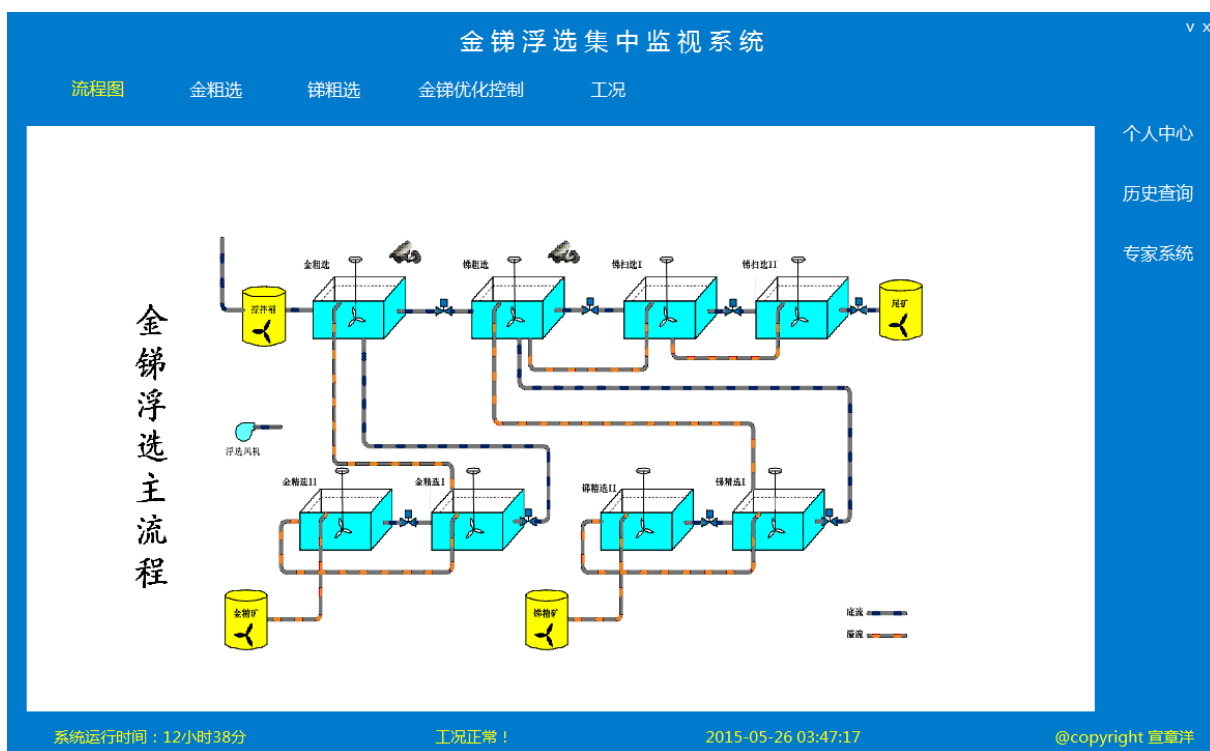 金锑浮选集中监视系统
v x
流程图 金粗选 锑粗选 金锑优化控制 工况
个人中心
历史查询
专家系统
金粗选 锑粗选 锑扫选I 锑扫选II
搅拌桶 尾矿
金锑浮选主流程
浮选风机
金精选II 金精选I 锑精选II 锑精选I
金精矿 锑精矿
底流
溢流
系统运行时间：12小时38分 工况正常！ 2015-05-26 03:47:17 @copyright 宣章洋